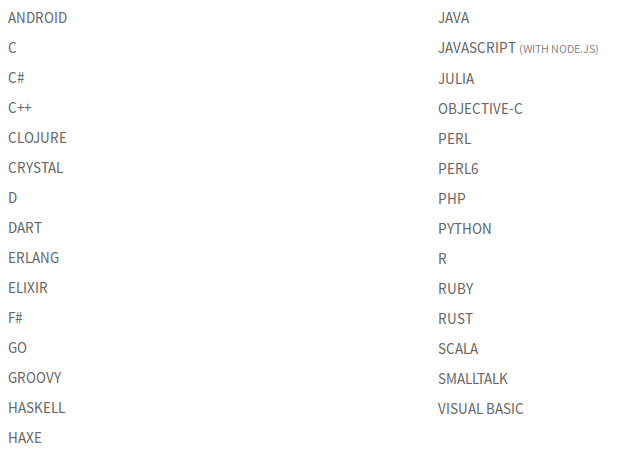 ANDROID
C
C#
C++
CLOJURE
CRYSTAL
D
DART
ERLANG
ELIXIR
F#
GO
GROOVY
HASKELL
HAXE
JAVA
JAVASCRIPT (WITH NODE.JS)
JULIA
OBJECTIVE-C
PERL
PERL6
PHP
PYTHON
R
RUBY
RUST
SCALA
SMALLTALK
VISUAL BASIC